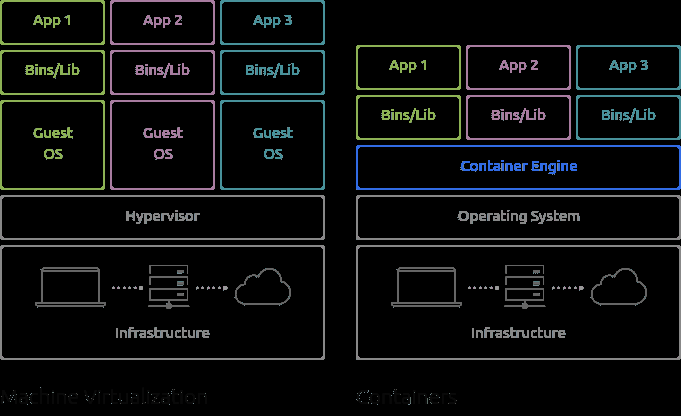 App 1 App 2 App 3
Bins/Lib Bins/Lib Bins/Lib
Guest OS Guest OS Guest OS
Hypervisor
Infrastructure
Machine Virtualization
App 1 App 2 App 3
Bins/Lib Bins/Lib Bins/Lib
Container Engine
Operating System
Infrastructure
Containers